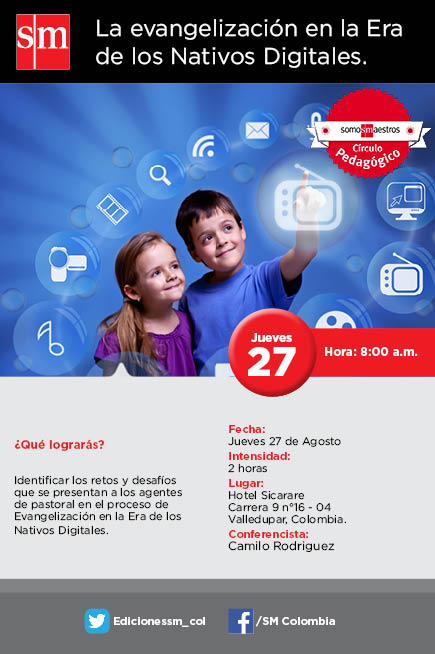 sm
La evangelización en la Era
de los Nativos Digitales.
somosmaestros
Círculo
Pedagógico
Jueves
27
Hora: 8:00 a.m.
¿Qué lograrás?
Identificar los retos y desafíos
que se presentan a los agentes
de pastoral en el proceso de
Evangelización en la Era de los
Nativos Digitales.
Fecha:
Jueves 27 de Agosto
Intensidad:
2 horas
Lugar:
Hotel Sicarare
Carrera 9 n°16 - 04
Valledupar, Colombia.
Conferencista:
Camilo Rodriguez
Edicionessm_col
/SM Colombia